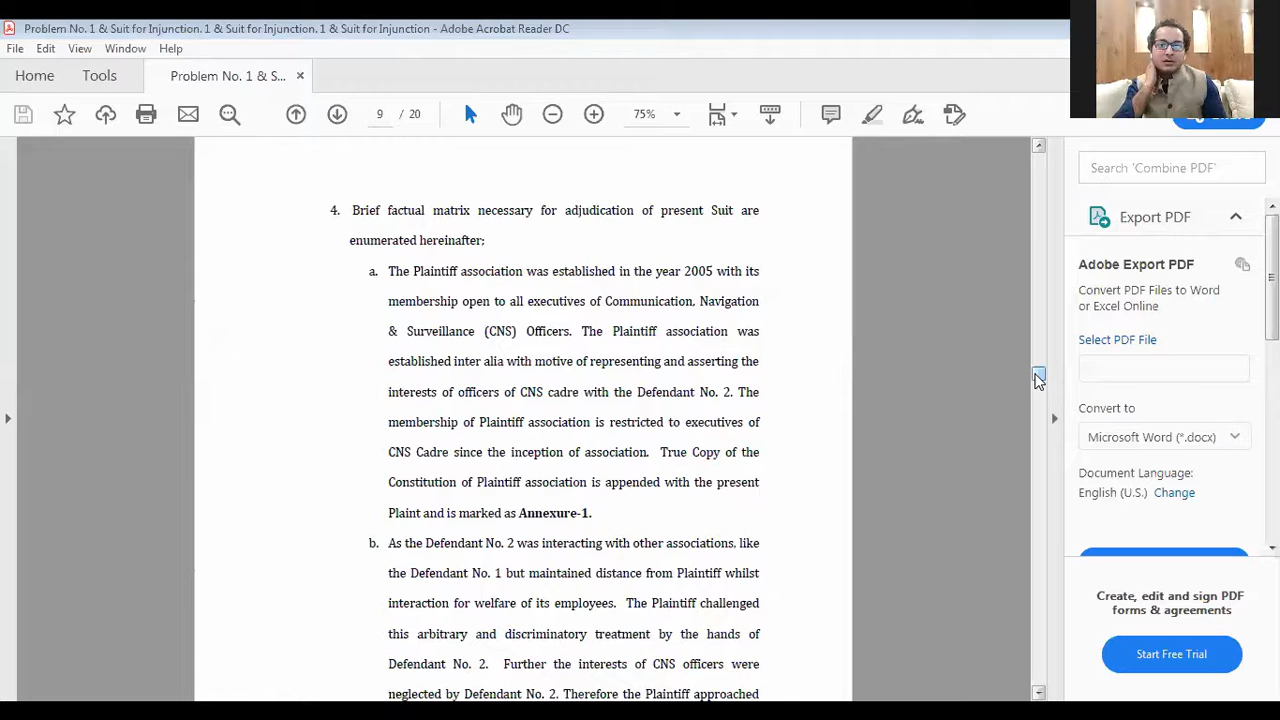 Problem No. 1 & Suit for Injunction. 1 & Suit for Injunction. 1 & Suit for Injunction - Adobe Acrobat Reader DC
File Edit View Window Help
Home Tools Problem No. 1 & S... ×
9 / 20 75%
Search 'Combine PDF'
Export PDF
Adobe Export PDF
Convert PDF Files to Word
or Excel Online
Select PDF File
Convert to
Microsoft Word (*.docx)
Document Language:
English (U.S.) Change
Create, edit and sign PDF
forms & agreements
Start Free Trial
4. Brief factual matrix necessary for adjudication of present Suit are
enumerated hereinafter;
a. The Plaintiff association was established in the year 2005 with its
membership open to all executives of Communication, Navigation
& Surveillance (CNS) Officers. The Plaintiff association was
established inter alia with motive of representing and asserting the
interests of officers of CNS cadre with the Defendant No. 2. The
membership of Plaintiff association is restricted to executives of
CNS Cadre since the inception of association. True Copy of the
Constitution of Plaintiff association is appended with the present
Plaint and is marked as Annexure-1.
b. As the Defendant No. 2 was interacting with other associations, like
the Defendant No. 1 but maintained distance from Plaintiff whilst
interaction for welfare of its employees. The Plaintiff challenged
this arbitrary and discriminatory treatment by the hands of
Defendant No. 2. Further the interests of CNS officers were
neglected by Defendant No. 2. Therefore the Plaintiff approached